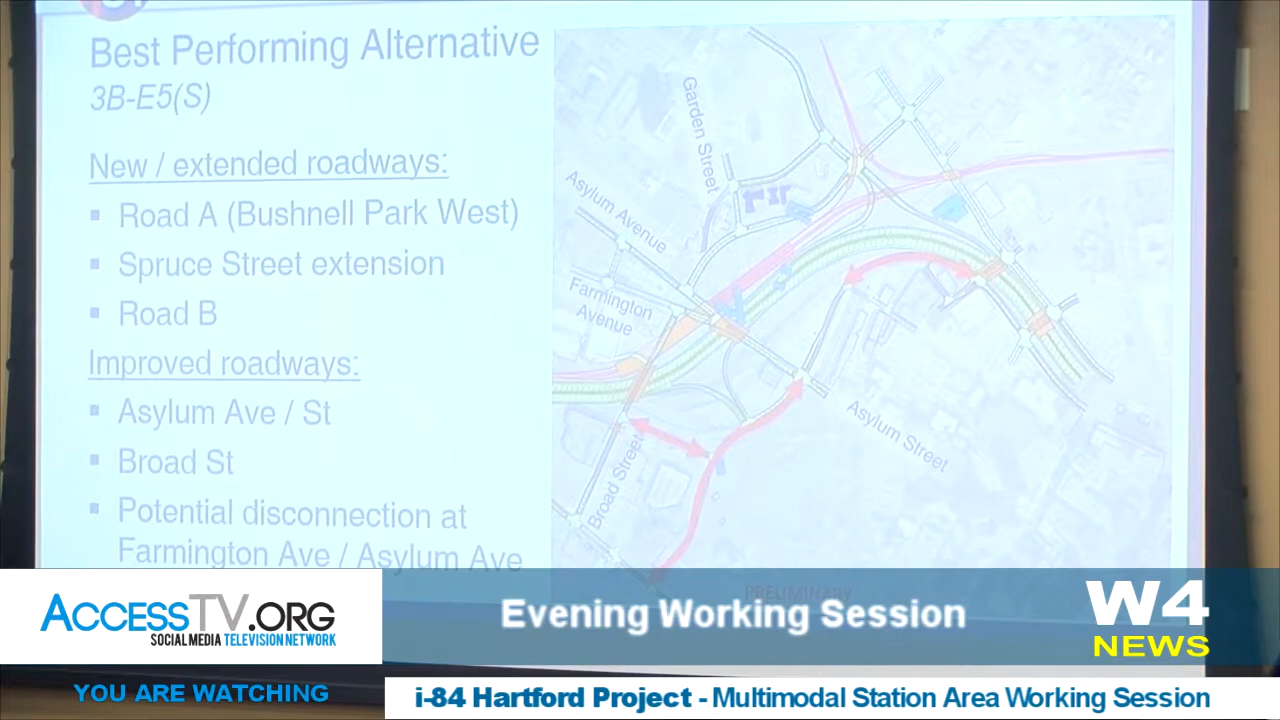 Best Performing Alternative
3B-E5(S)
New / extended roadways:
▪ Road A (Bushnell Park West)
▪ Spruce Street extension
▪ Road B
Improved roadways:
▪ Asylum Ave / St
▪ Broad St
▪ Potential disconnection at
Farmington Ave / Asylum Ave
Garden Street
Asylum Avenue
Farmington
Avenue
Broad Street
Asylum Street
PRELIMINARY
ACCESSTV.ORG
SOCIAL MEDIA TELEVISION NETWORK
Evening Working Session
W4
NEWS
YOU ARE WATCHING
i-84 Hartford Project - Multimodal Station Area Working Session